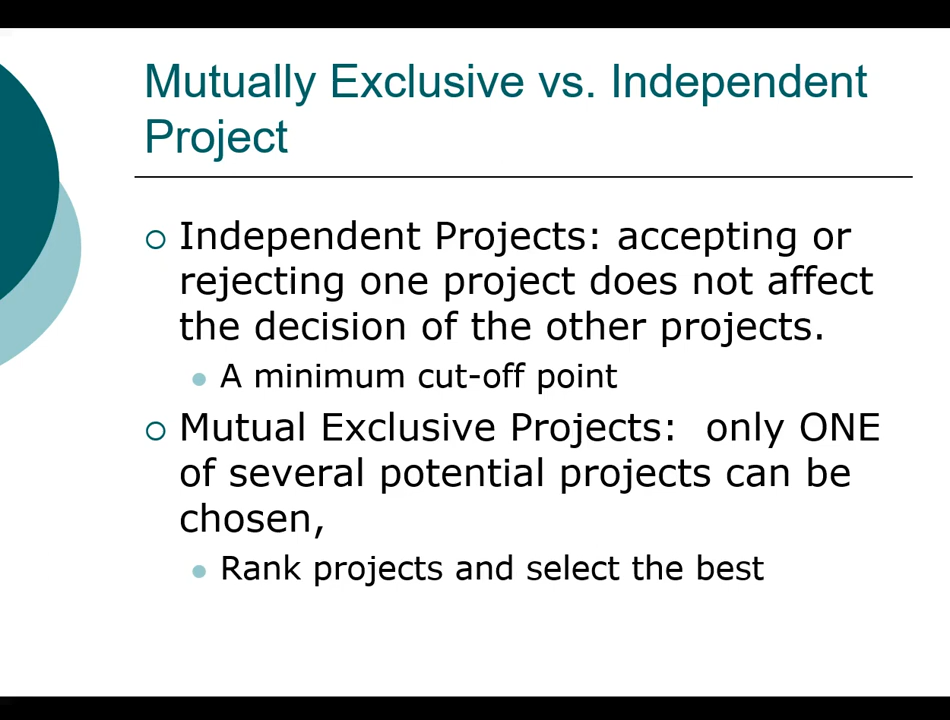 Mutually Exclusive vs. Independent
Project
Independent Projects: accepting or
rejecting one project does not affect
the decision of the other projects.
A minimum cut-off point
Mutual Exclusive Projects:  only ONE
of several potential projects can be
chosen,
Rank projects and select the best